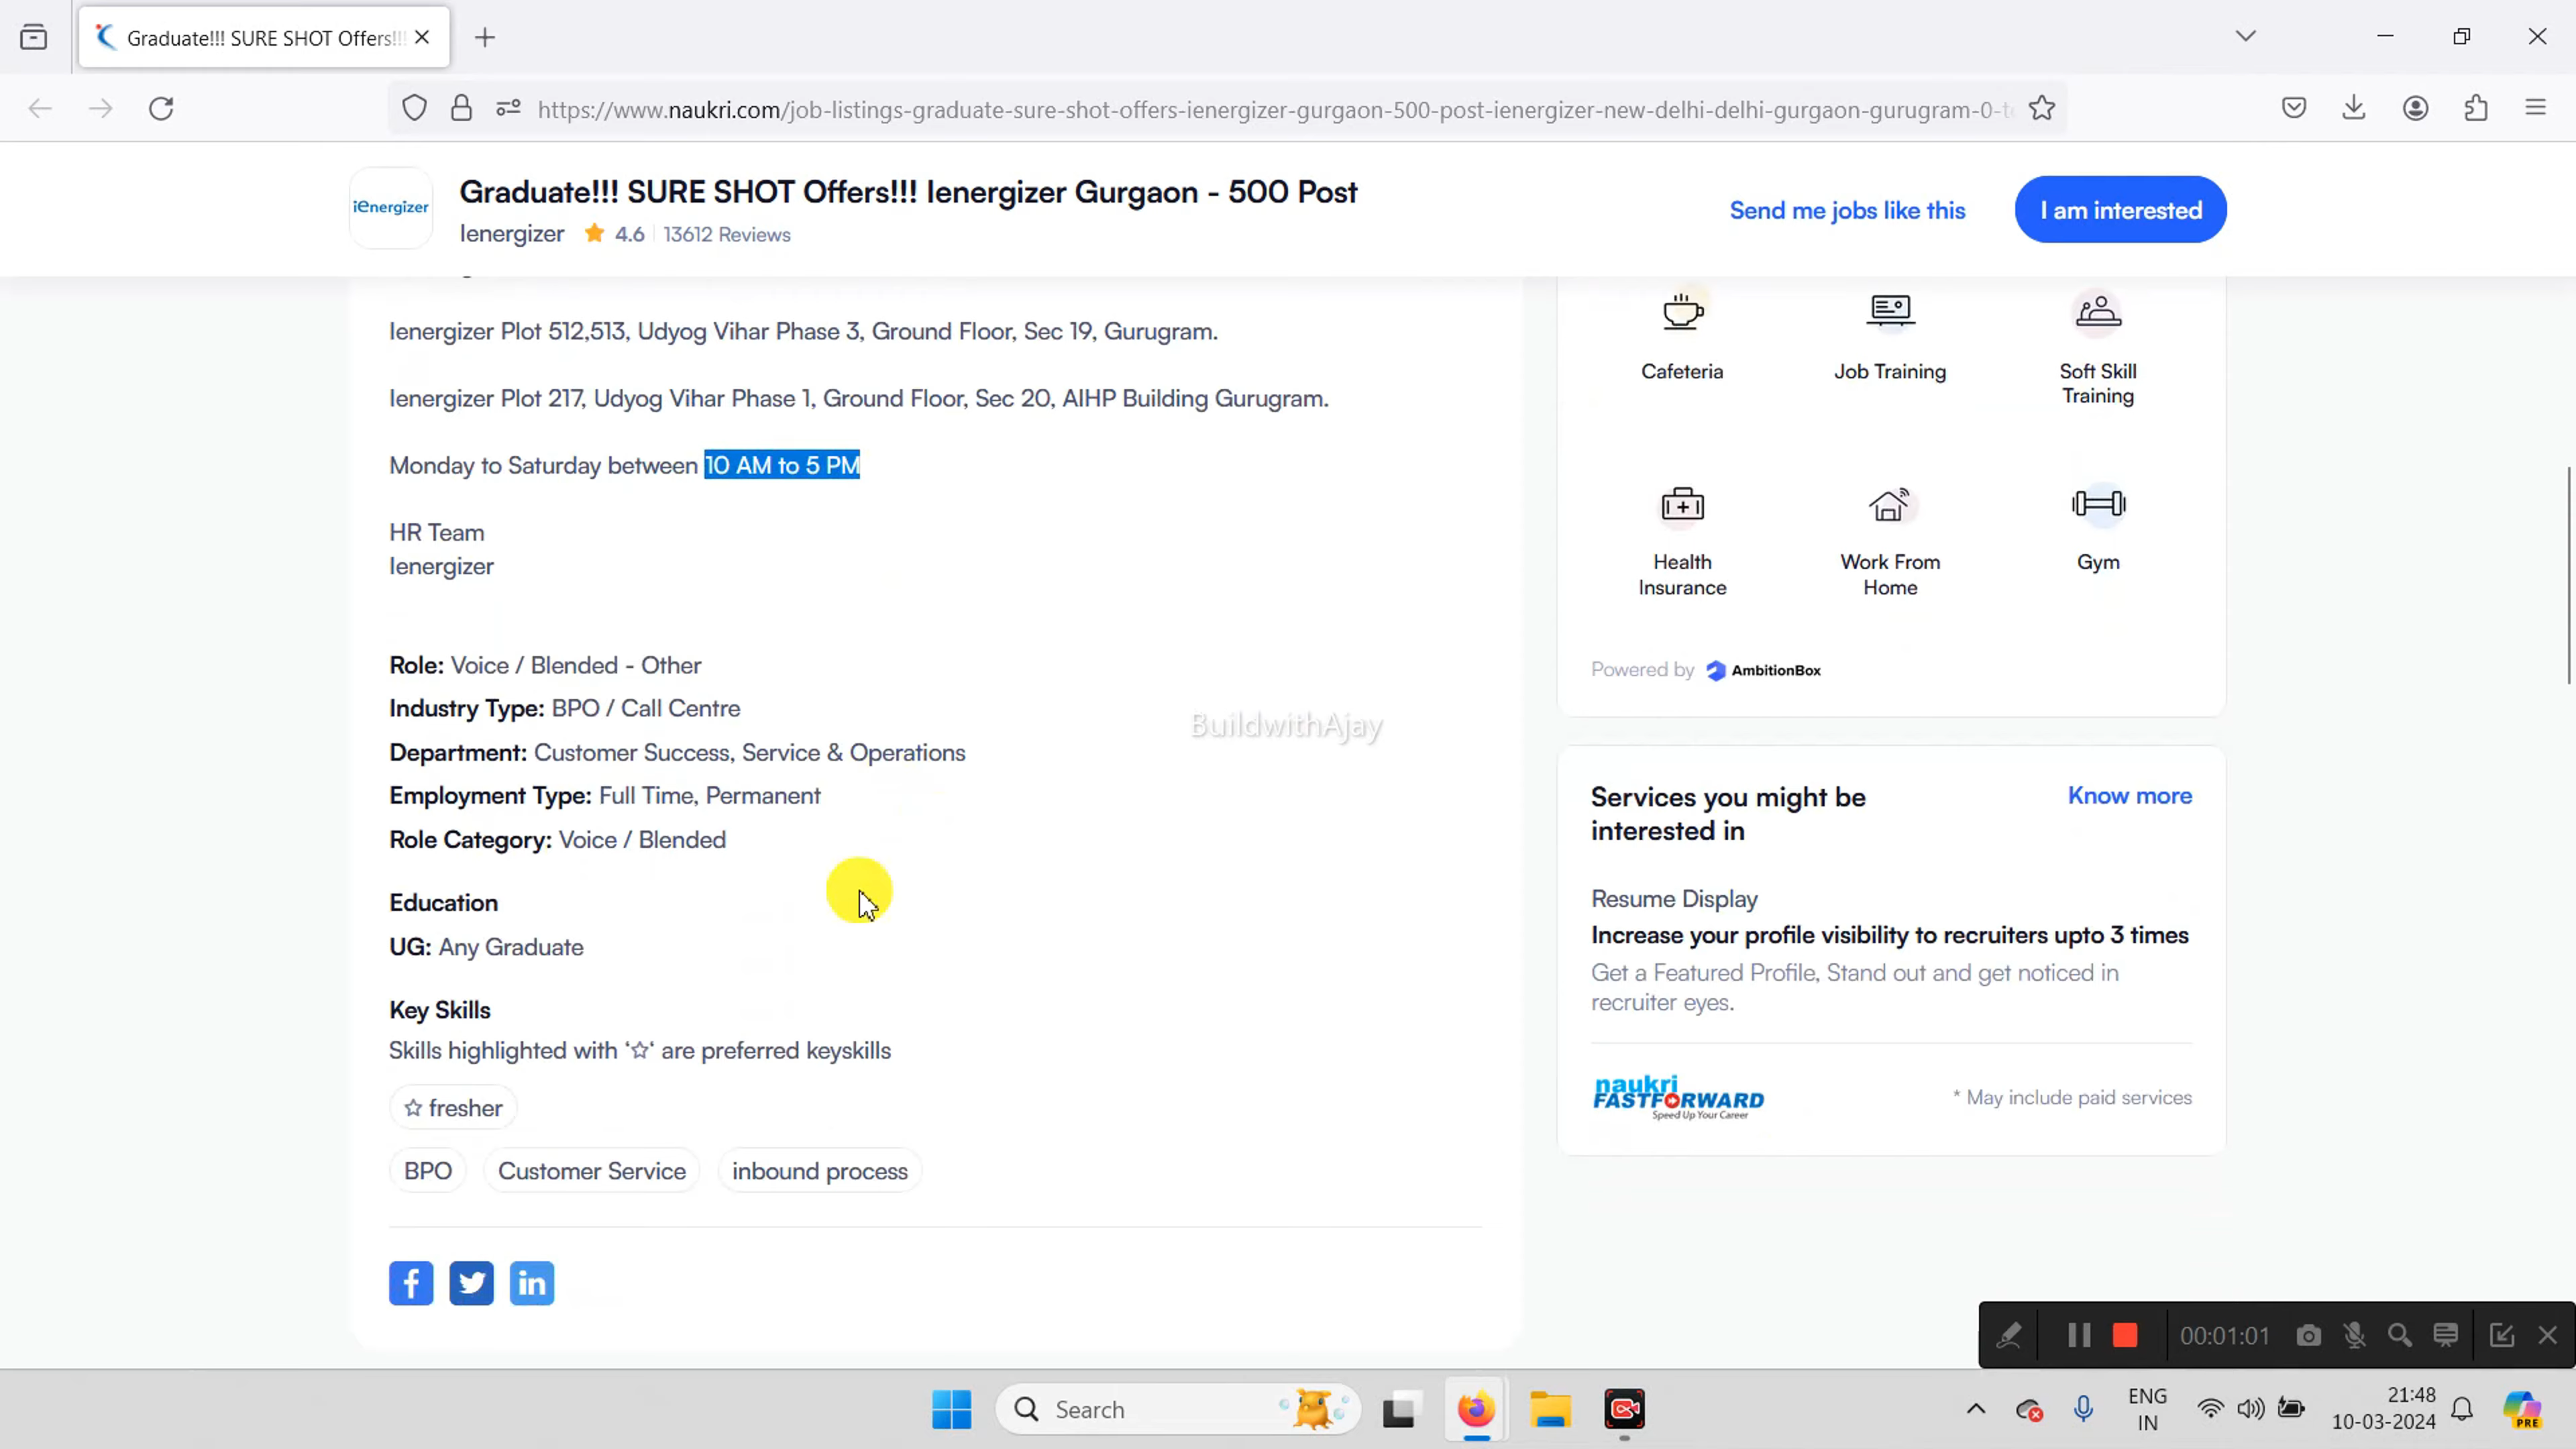 Graduate!!! SURE SHOT Offers!!!
https://www.naukri.com/job-listings-graduate-sure-shot-offers-ienergizer-gurgaon-500-post-ienergizer-new-delhi-delhi-gurgaon-gurugram-0-t
ienergizer
Graduate!!! SURE SHOT Offers!!! Ienergizer Gurgaon - 500 Post
Ienergizer 4.6 13612 Reviews
Send me jobs like this
I am interested
Ienergizer Plot 512,513, Udyog Vihar Phase 3, Ground Floor, Sec 19, Gurugram.
Ienergizer Plot 217, Udyog Vihar Phase 1, Ground Floor, Sec 20, AIHP Building Gurugram.
Monday to Saturday between 10 AM to 5 PM
HR Team
Ienergizer
Role: Voice / Blended - Other
Industry Type: BPO / Call Centre
Department: Customer Success, Service & Operations
Employment Type: Full Time, Permanent
Role Category: Voice / Blended
Education
UG: Any Graduate
Key Skills
Skills highlighted with ‘☆‘ are preferred keyskills
☆ fresher
BPO Customer Service inbound process
BuildwithAjay
Cafeteria
Job Training
Soft Skill
Training
Health
Insurance
Work From
Home
Gym
Powered by AmbitionBox
Services you might be
interested in
Know more
Resume Display
Increase your profile visibility to recruiters upto 3 times
Get a Featured Profile, Stand out and get noticed in
recruiter eyes.
naukri
FASTFORWARD
Speed Up Your Career
* May include paid services
00:01:01
Search
ENG
IN
21:48
10-03-2024
PRE